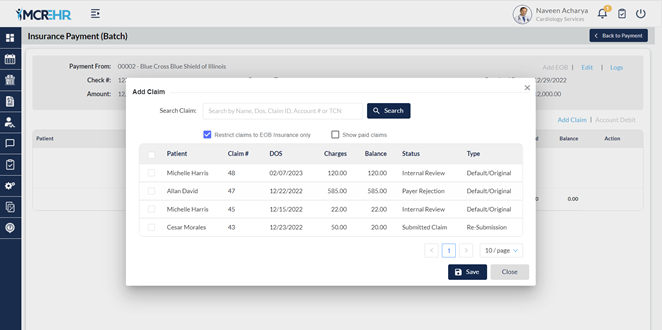 MCREHR
Naveen Acharya
Cardiology Services
Insurance Payment (Batch)
Back to Payment
Payment From: 00002 - Blue Cross Blue Shield of Illinois
Add EOB | Edit | Logs
Check #: 12
12/29/2022
Amount: 12
2,000.00
Add Claim | Account Debit
Patient Balance Action
0.00
Add Claim
Search Claim: Search by Name, Dos, Claim ID, Account # or TCN Search
Restrict claims to EOB Insurance only Show paid claims
Patient Claim # DOS Charges Balance Status Type
Michelle Harris 48 02/07/2023 120.00 120.00 Internal Review Default/Original
Allan David 47 12/22/2022 585.00 585.00 Payer Rejection Default/Original
Michelle Harris 45 12/15/2022 22.00 22.00 Internal Review Default/Original
Cesar Morales 43 12/23/2022 50.00 20.00 Submitted Claim Re-Submission
1 10 / page
Save Close